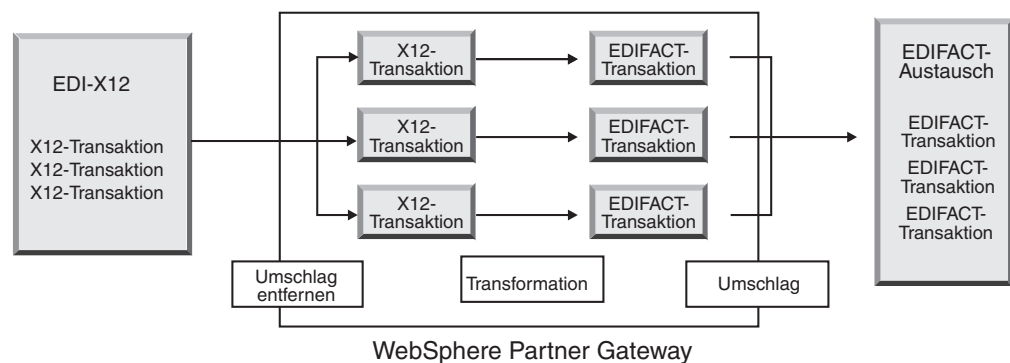 EDI-X12
X12-Transaktion
X12-Transaktion
X12-Transaktion
X12-
Transaktion
EDIFACT-
Transaktion
X12-
Transaktion
EDIFACT-
Transaktion
X12-
Transaktion
EDIFACT-
Transaktion
Umschlag
entfernen
Transformation
Umschlag
EDIFACT-
Austausch
EDIFACT-
Transaktion
EDIFACT-
Transaktion
EDIFACT-
Transaktion
WebSphere Partner Gateway